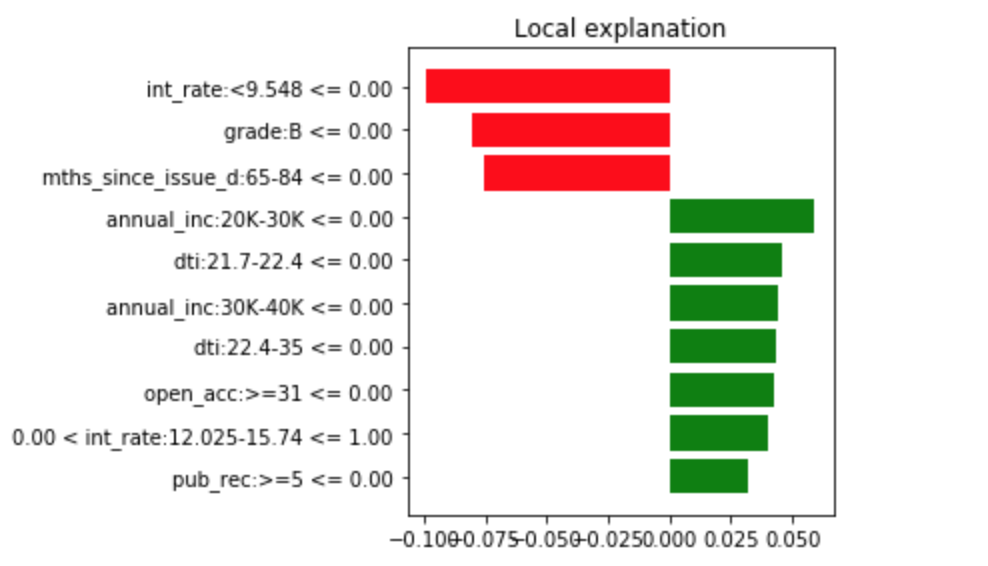 Local explanation
int_rate:<9.548 <= 0.00
grade:B <= 0.00
mths_since_issue_d:65-84 <= 0.00
annual_inc:20K-30K <= 0.00
dti:21.7-22.4 <= 0.00
annual_inc:30K-40K <= 0.00
dti:22.4-35 <= 0.00
open_acc:>=31 <= 0.00
0.00 < int_rate:12.025-15.74 <= 1.00
pub_rec:>=5 <= 0.00
−0.100−0.075−0.050−0.0250.000 0.025 0.050